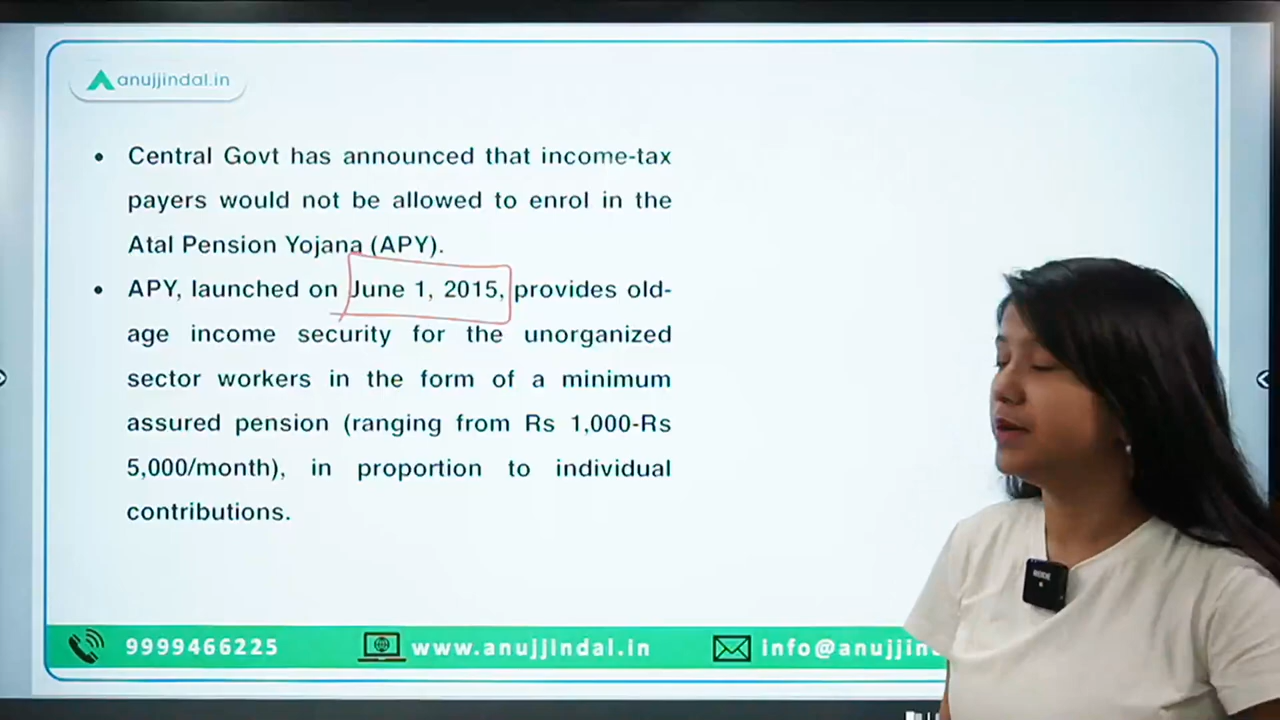 anujjindal.in
Central Govt has announced that income-tax
payers would not be allowed to enrol in the
Atal Pension Yojana (APY).
APY, launched on June 1, 2015, provides old-
age income security for the unorganized
sector workers in the form of a minimum
assured pension (ranging from Rs 1,000-Rs
5,000/month), in proportion to individual
contributions.
9999466225 www.anujjindal.in info@anujjin
RODE